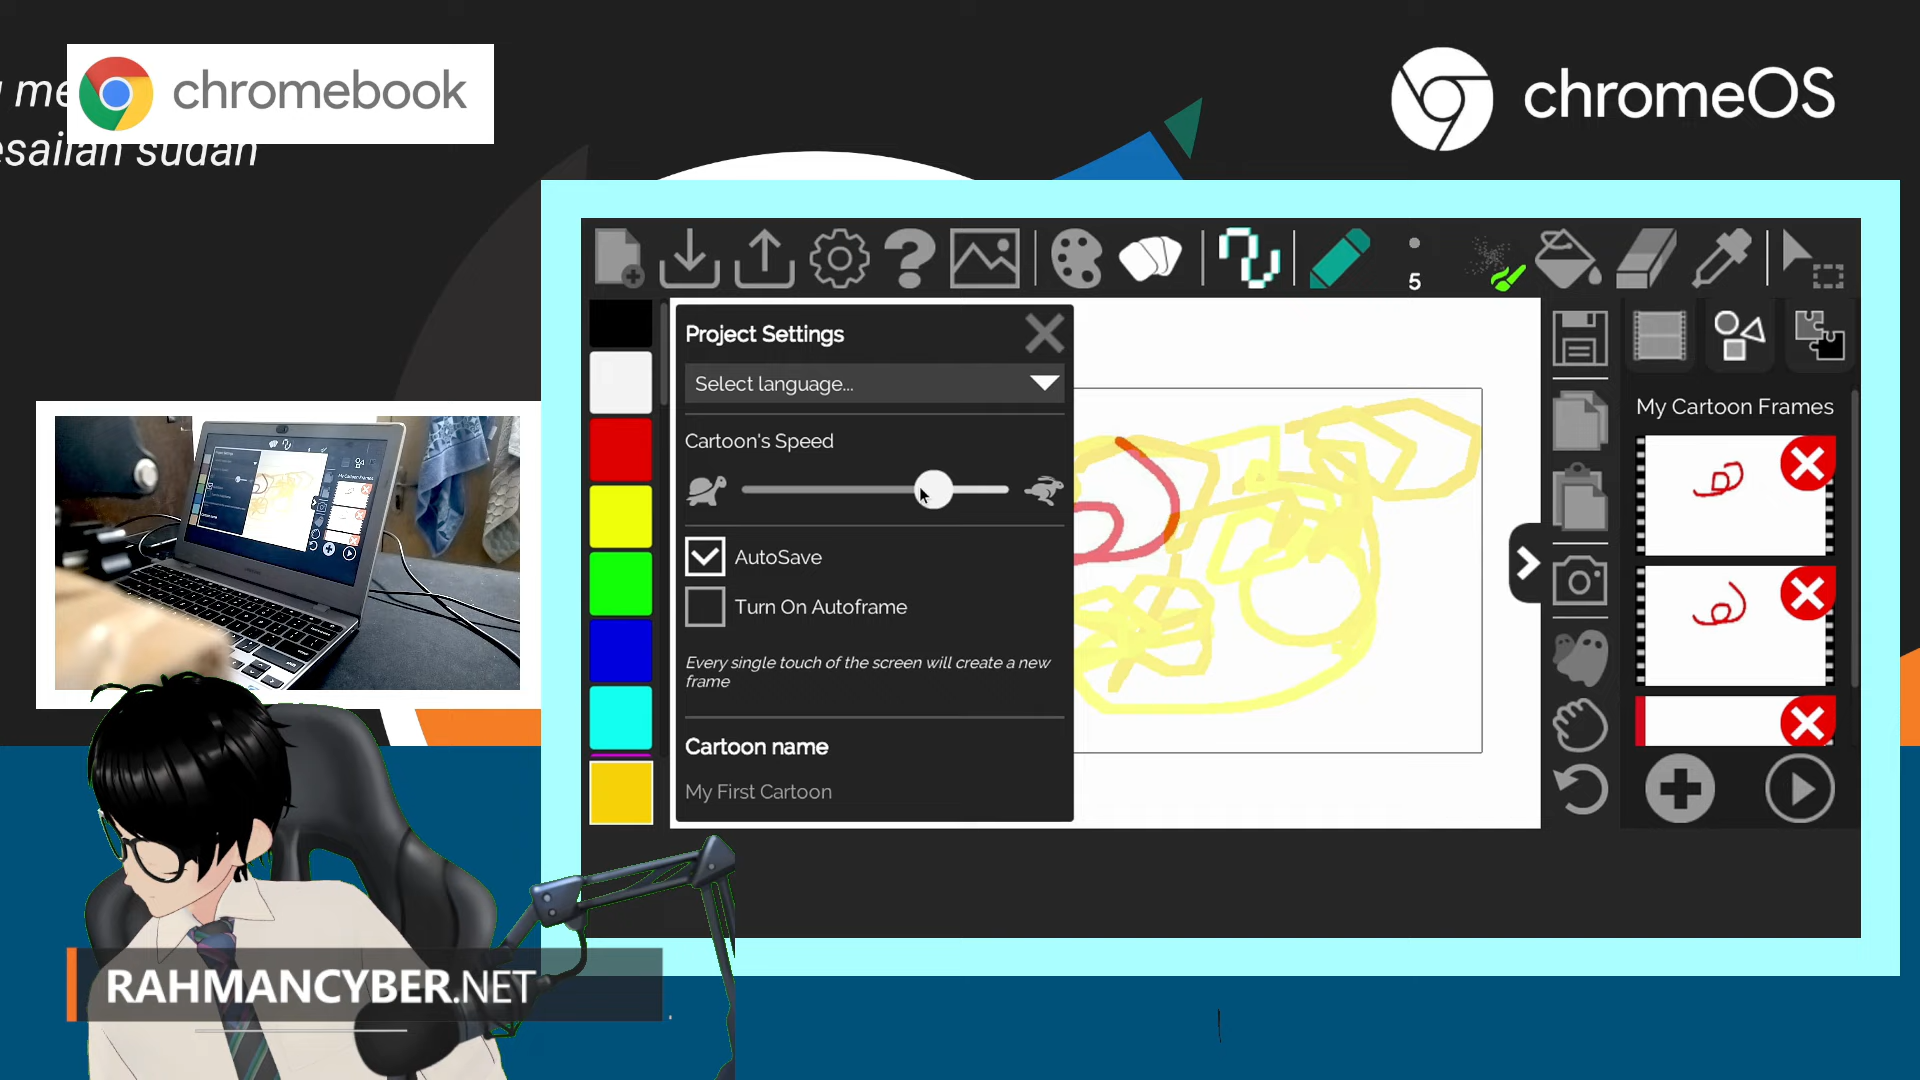 me
chromebook
chromeOS
sudah
5
Project Settings
Select language...
Cartoon's Speed
AutoSave
Turn On Autoframe
Every single touch of the screen will create a new
frame
Cartoon name
My First Cartoon
My Cartoon Frames
RAHMANCYBER.NET